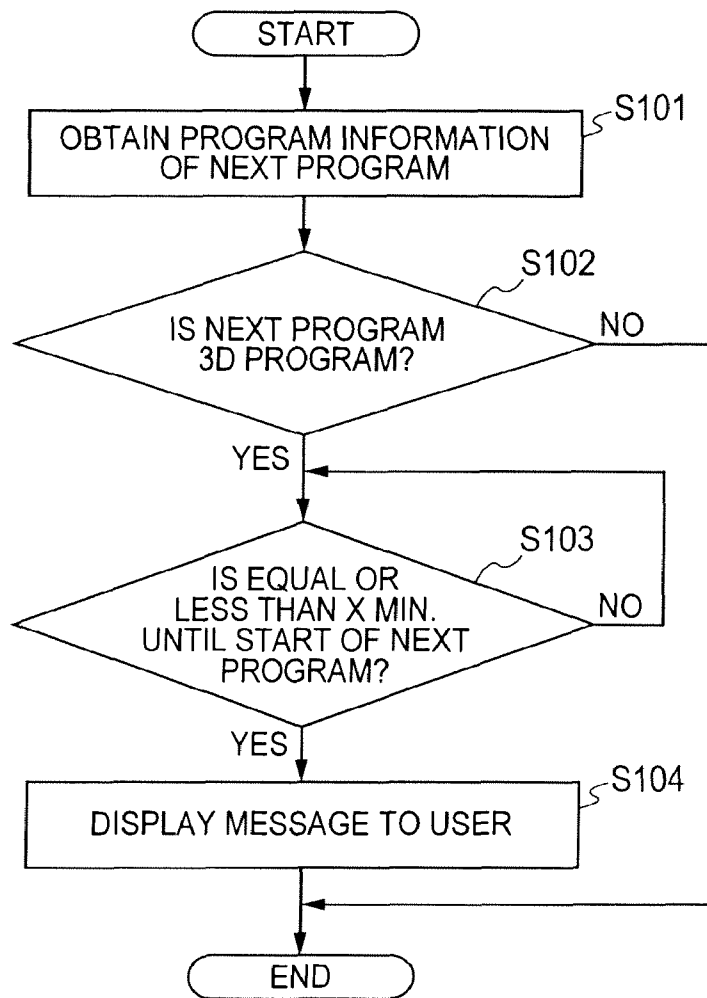 START
S101
OBTAIN PROGRAM INFORMATION
OF NEXT PROGRAM
S102
IS NEXT PROGRAM
3D PROGRAM?
NO
YES
S103
IS EQUAL OR
LESS THAN X MIN.
UNTIL START OF NEXT
PROGRAM?
NO
YES
S104
DISPLAY MESSAGE TO USER
END